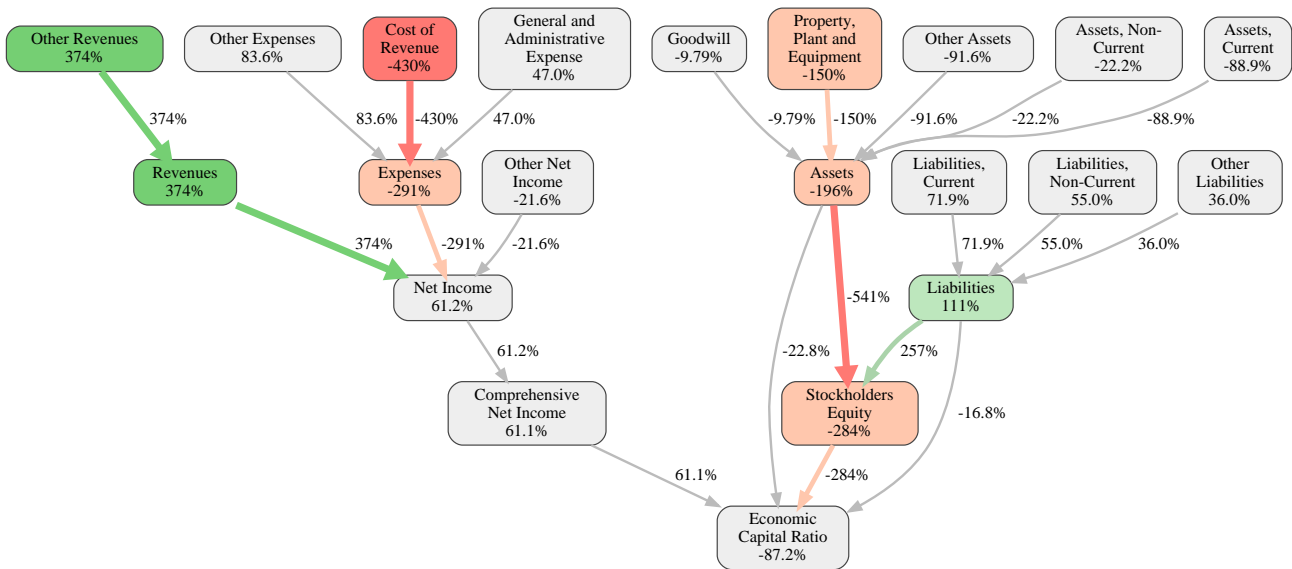 Other Revenues
374%
Other Expenses
83.6%
Cost of
Revenue
-430%
General and
Administrative
Expense
47.0%
Goodwill
-9.79%
Property,
Plant and
Equipment
-150%
Other Assets
-91.6%
Assets, Non-
Current
-22.2%
Assets,
Current
-88.9%
374%
83.6%
-430%
47.0%
-9.79%
-150%
-91.6%
-22.2%
-88.9%
Revenues
374%
Expenses
-291%
Other Net
Income
-21.6%
Assets
-196%
Liabilities,
Current
71.9%
Liabilities,
Non-Current
55.0%
Other
Liabilities
36.0%
374%
-291%
-21.6%
71.9%
55.0%
36.0%
Net Income
61.2%
-541%
Liabilities
111%
61.2%
-22.8%
257%
Comprehensive
Net Income
61.1%
Stockholders
Equity
-284%
-16.8%
61.1%
-284%
Economic
Capital Ratio
-87.2%